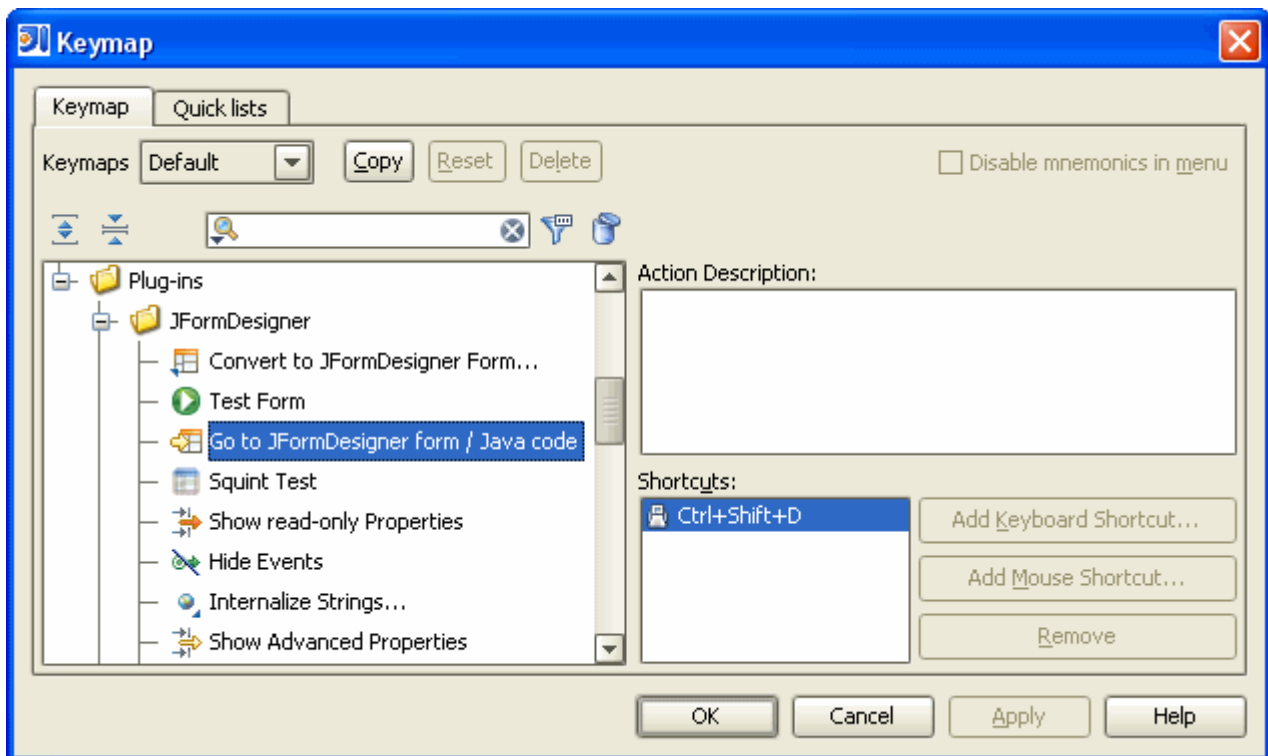 Keymap
Keymap Quick lists
Keymaps Default Copy Reset Delete Disable mnemonics in menu
Plug-ins
JFormDesigner
Convert to JFormDesigner Form...
Test Form
Go to JFormDesigner form / Java code
Squint Test
Show read-only Properties
Hide Events
Internalize Strings...
Show Advanced Properties
Action Description:
Shortcuts:
Ctrl+Shift+D
Add Keyboard Shortcut...
Add Mouse Shortcut...
Remove
OK Cancel Apply Help